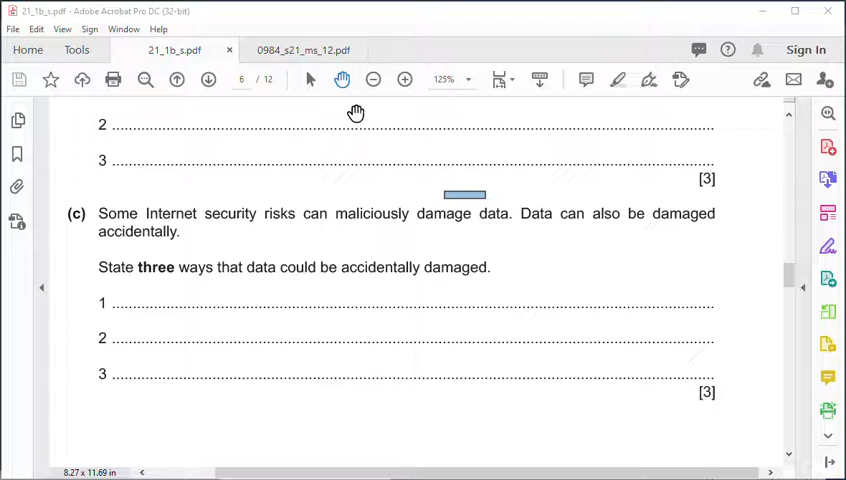 21_1b_s.pdf - Adobe Acrobat Pro DC (32-bit)
File Edit View Sign Window Help
Home Tools 21_1b_s.pdf × 0984_s21_ms_12.pdf ? Sign In
6 / 12 125%
2 ....................................................................................................
3 ....................................................................................................
[3]
(c) Some Internet security risks can maliciously damage data. Data can also be damaged
accidentally.
State three ways that data could be accidentally damaged.
1 ....................................................................................................
2 ....................................................................................................
3 ....................................................................................................
[3]
8.27 x 11.69 in